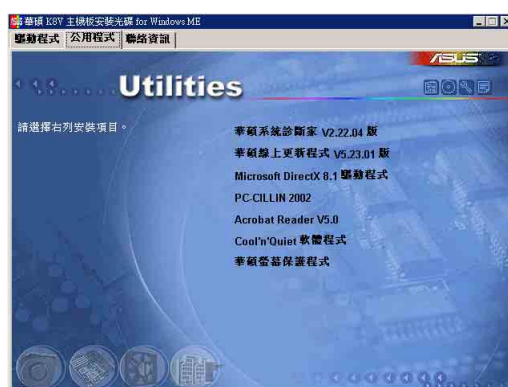 華碩 K8V 主機板安裝光碟 for Windows ME
驅動程式 公用程式 聯絡資訊
ASUS
Utilities
請選擇右列安裝項目。
華碩系統診斷家 V2.22.04 版
華碩線上更新程式 V5.23.01 版
Microsoft DirectX 8.1 驅動程式
PC-CILLIN 2002
Acrobat Reader V5.0
Cool'n'Quiet 軟體程式
華碩螢幕保護程式